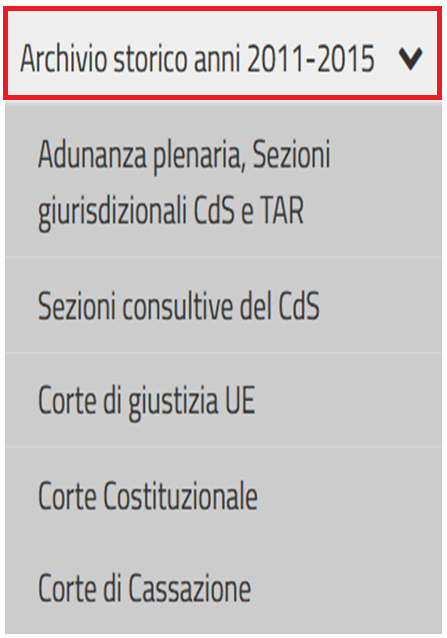 Archivio storico anni 2011-2015
Adunanza plenaria, Sezioni
giurisdizionali CdS e TAR
Sezioni consultive del CdS
Corte di giustizia UE
Corte Costituzionale
Corte di Cassazione